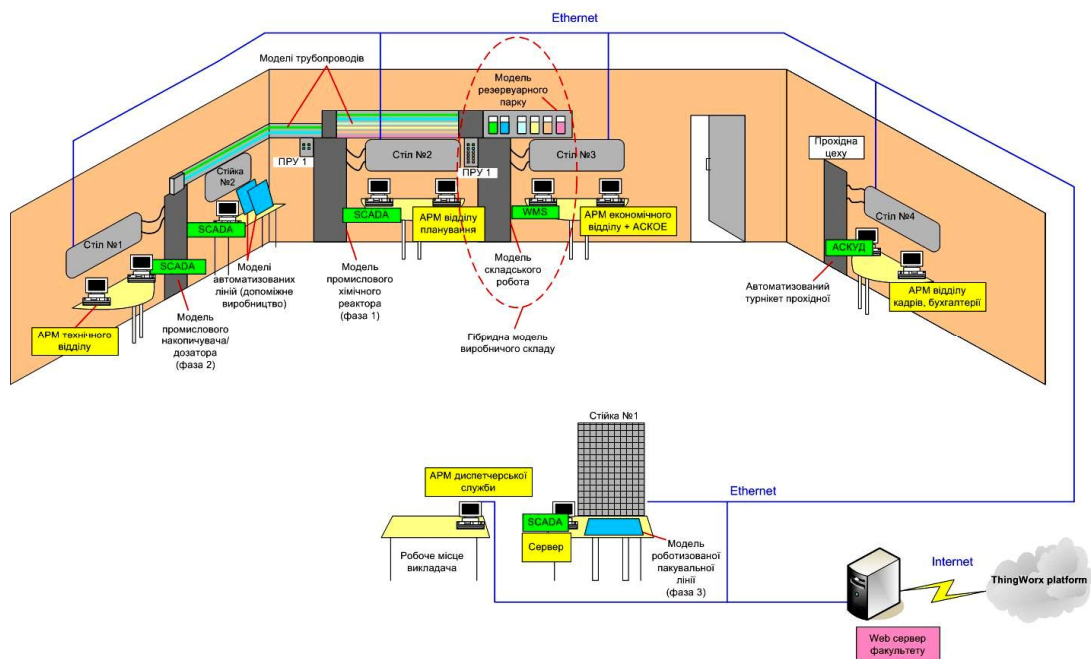 Ethernet
Моделі трубопроводів
Модель
резервуарного
парку
ПРУ 1
Стіл №2
ПРУ 1
Стіл №3
Прохідна
цеху
Стійка
№2
Стіл №1
SCADA
SCADA
SCADA
АРМ відділу
планування
WMS
АРМ економічного
відділу + АСКОЕ
Стіл №4
АСКУД
АРМ відділу
кадрів, бухгалтерії
АРМ технічного
відділу
Модель
промислового
накопичувача/
дозатора
(фаза 2)
Моделі
автоматизованих
ліній (допоміжне
виробництво)
Модель
промислового
хімічного
реактора
(фаза 1)
Модель
складського
робота
Гібридна модель
виробничого складу
Автоматизований
турнікет прохідної
Стійка №1
АРМ диспетчерської
служби
Ethernet
SCADA
Сервер
Робоче місце
викладача
Модель
роботизованої
пакувальної
лінії
(фаза 3)
Internet
ThingWorx platform
Web сервер
факультету